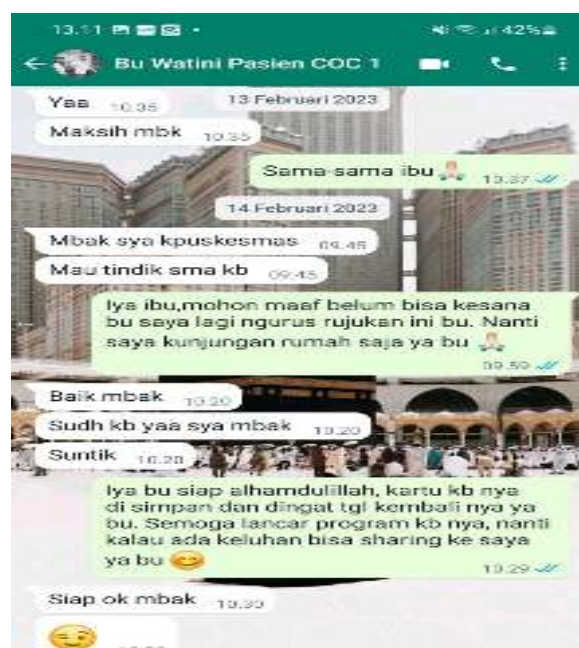 13.11
42%
Bu Watini Pasien COC 1
Yaa 10.35
13 Februari 2023
Maksih mbk 10.35
Sama-sama ibu 🙏 10.37
14 Februari 2023
Mbak sya kpuskesmas 09.45
Mau tindik sma kb 09.45
Iya ibu,mohon maaf belum bisa kesana
bu saya lagi ngurus rujukan ini bu. Nanti
saya kunjungan rumah saja ya bu 🙏
09.59
Baik mbak 10.20
Sudh kb yaa sya mbak 10.20
Suntik 10.20
Iya bu siap alhamdulillah, kartu kb nya
di simpan dan dingat tgl kembali nya ya
bu. Semoga lancar program kb nya, nanti
kalau ada keluhan bisa sharing ke saya
ya bu 😊 10.29
Siap ok mbak 10.30
😉